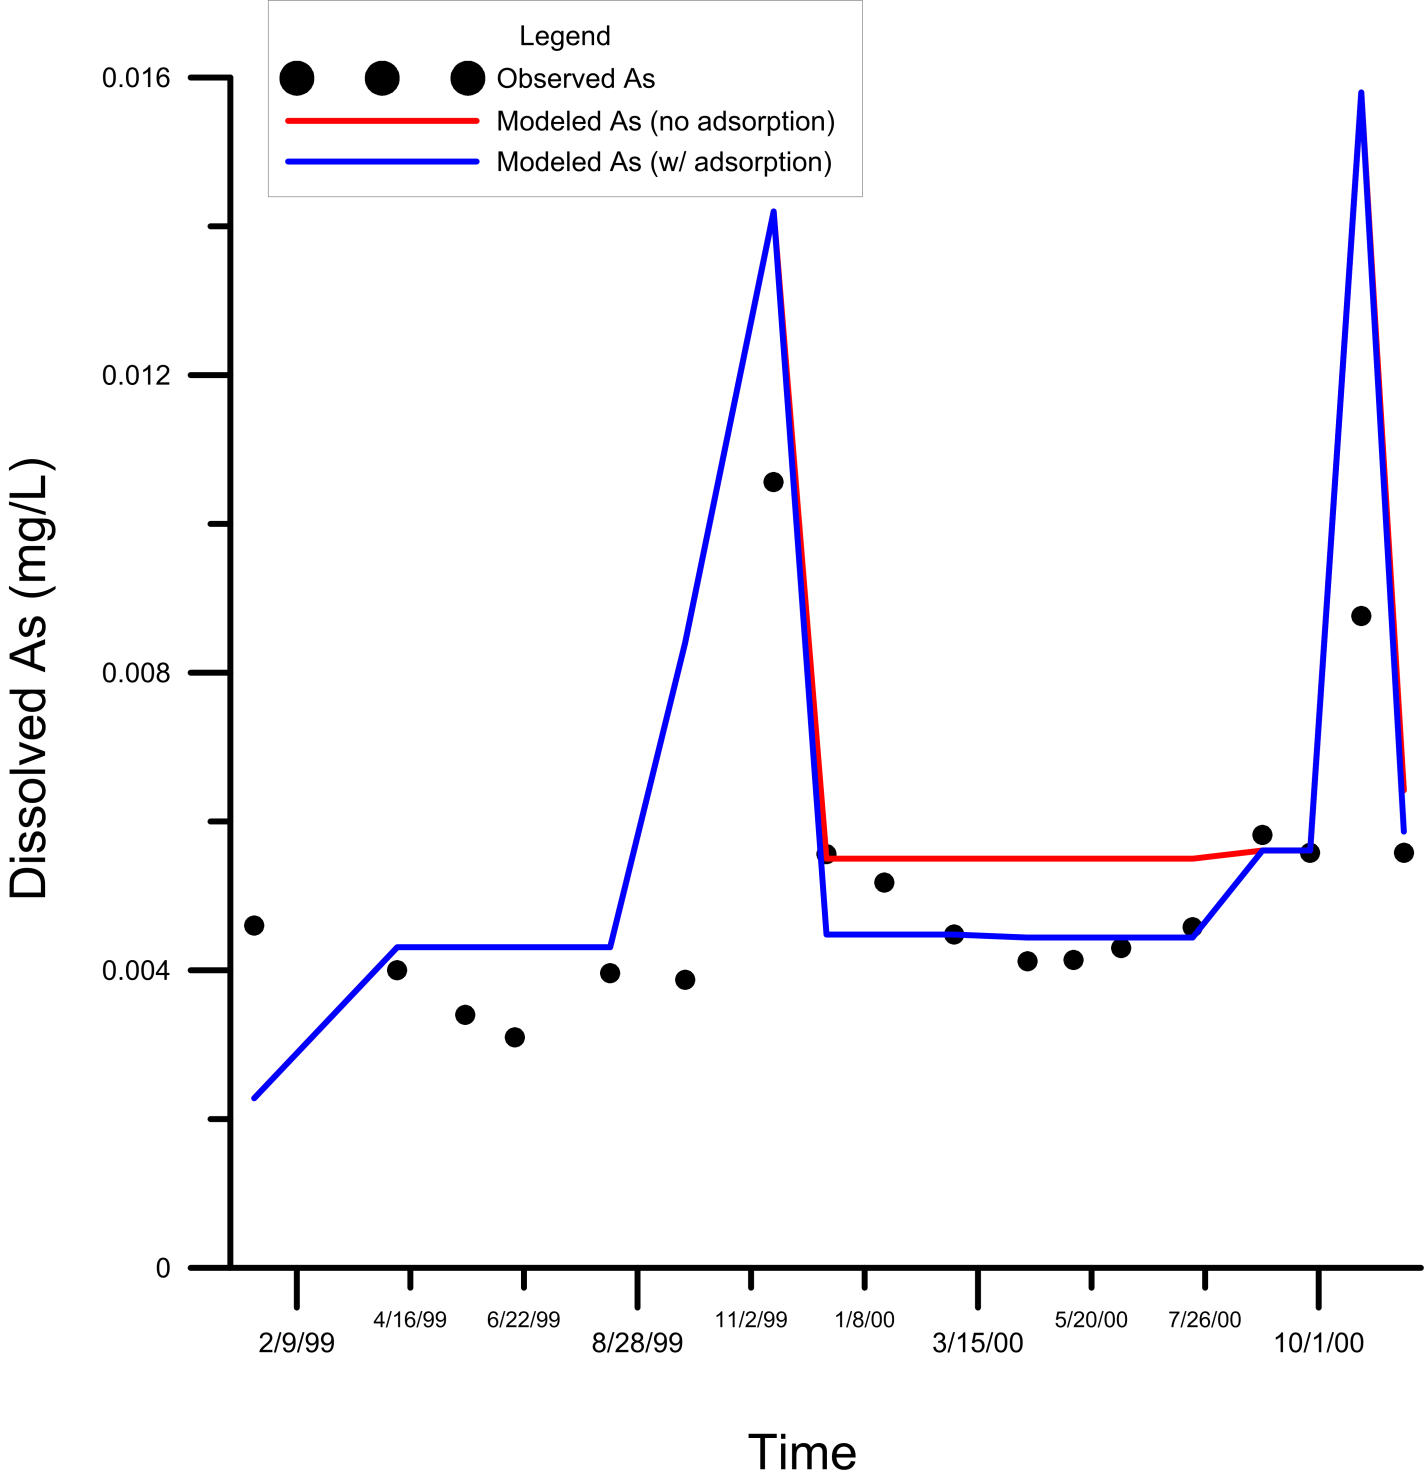 Legend
Observed As
Modeled As (no adsorption)
Modeled As (w/ adsorption)
Dissolved As (mg/L)
0.016
0.012
0.008
0.004
0
4/16/99 6/22/99 11/2/99 1/8/00 5/20/00 7/26/00
2/9/99 8/28/99 3/15/00 10/1/00
Time